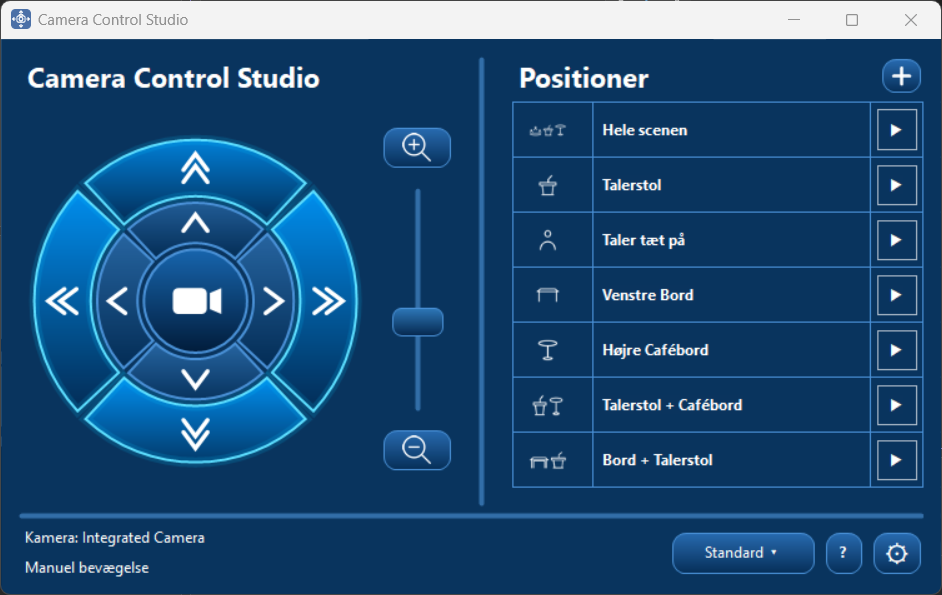 Camera Control Studio
Camera Control Studio
Positioner
Hele scenen
Talerstol
Taler tæt på
Venstre Bord
Højre Cafébord
Talerstol + Cafébord
Bord + Talerstol
Kamera: Integrated Camera
Manuel bevægelse
Standard
?